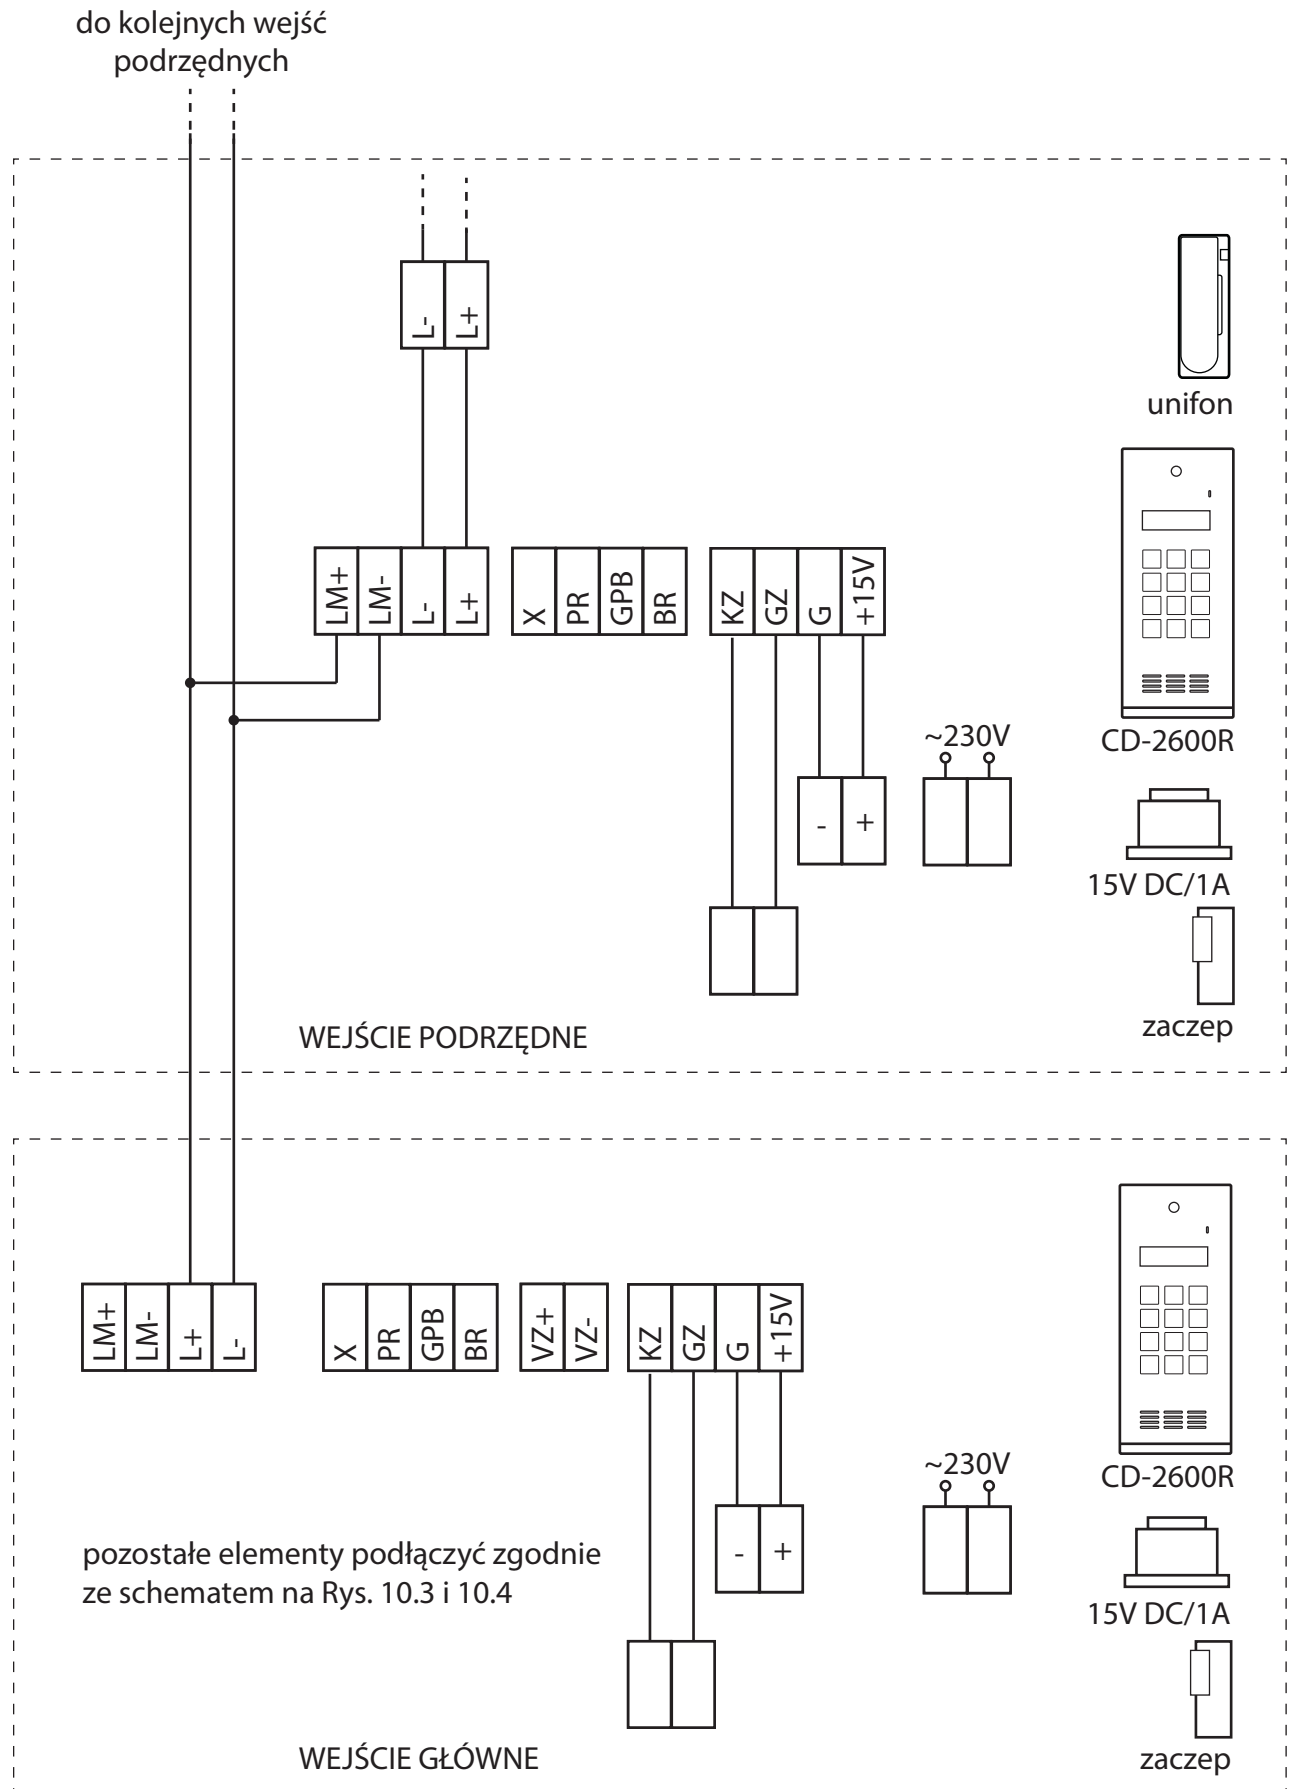 do kolejnych wejść
podrzędnych
L- L+
unifon
LM+ LM- L- L+ X PR GPB BR KZ GZ G +15V
CD-2600R
~230V
- +
15V DC/1A
zaczep
WEJŚCIE PODRZĘDNE
LM+ LM- L+ L- X PR GPB BR VZ+ VZ- KZ GZ G +15V
~230V
CD-2600R
- +
pozostałe elementy podłączyć zgodnie
ze schematem na Rys. 10.3 i 10.4
15V DC/1A
WEJŚCIE GŁÓWNE
zaczep